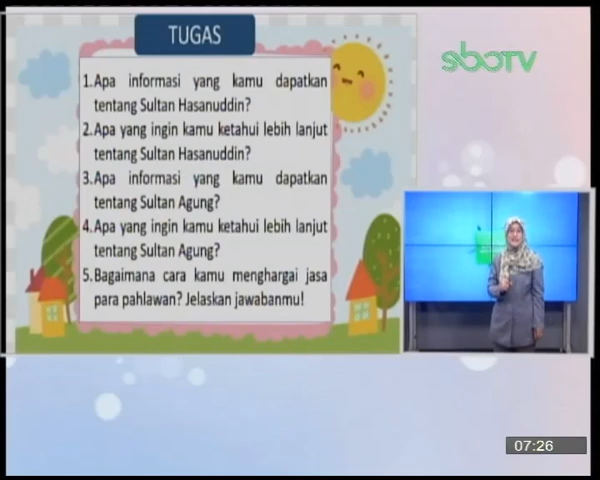 TUGAS
1.Apa informasi yang kamu dapatkan
tentang Sultan Hasanuddin?
2.Apa yang ingin kamu ketahui lebih lanjut
tentang Sultan Hasanuddin?
3.Apa informasi yang kamu dapatkan
tentang Sultan Agung?
4.Apa yang ingin kamu ketahui lebih lanjut
tentang Sultan Agung?
5.Bagaimana cara kamu menghargai jasa
para pahlawan? Jelaskan jawabanmu!
sboTV
07:26